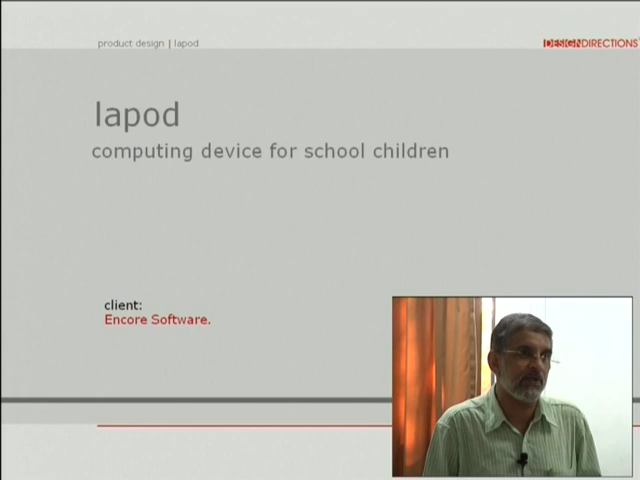 product design | lapod
DESIGNDIRECTIONS
lapod
computing device for school children
client:
Encore Software.